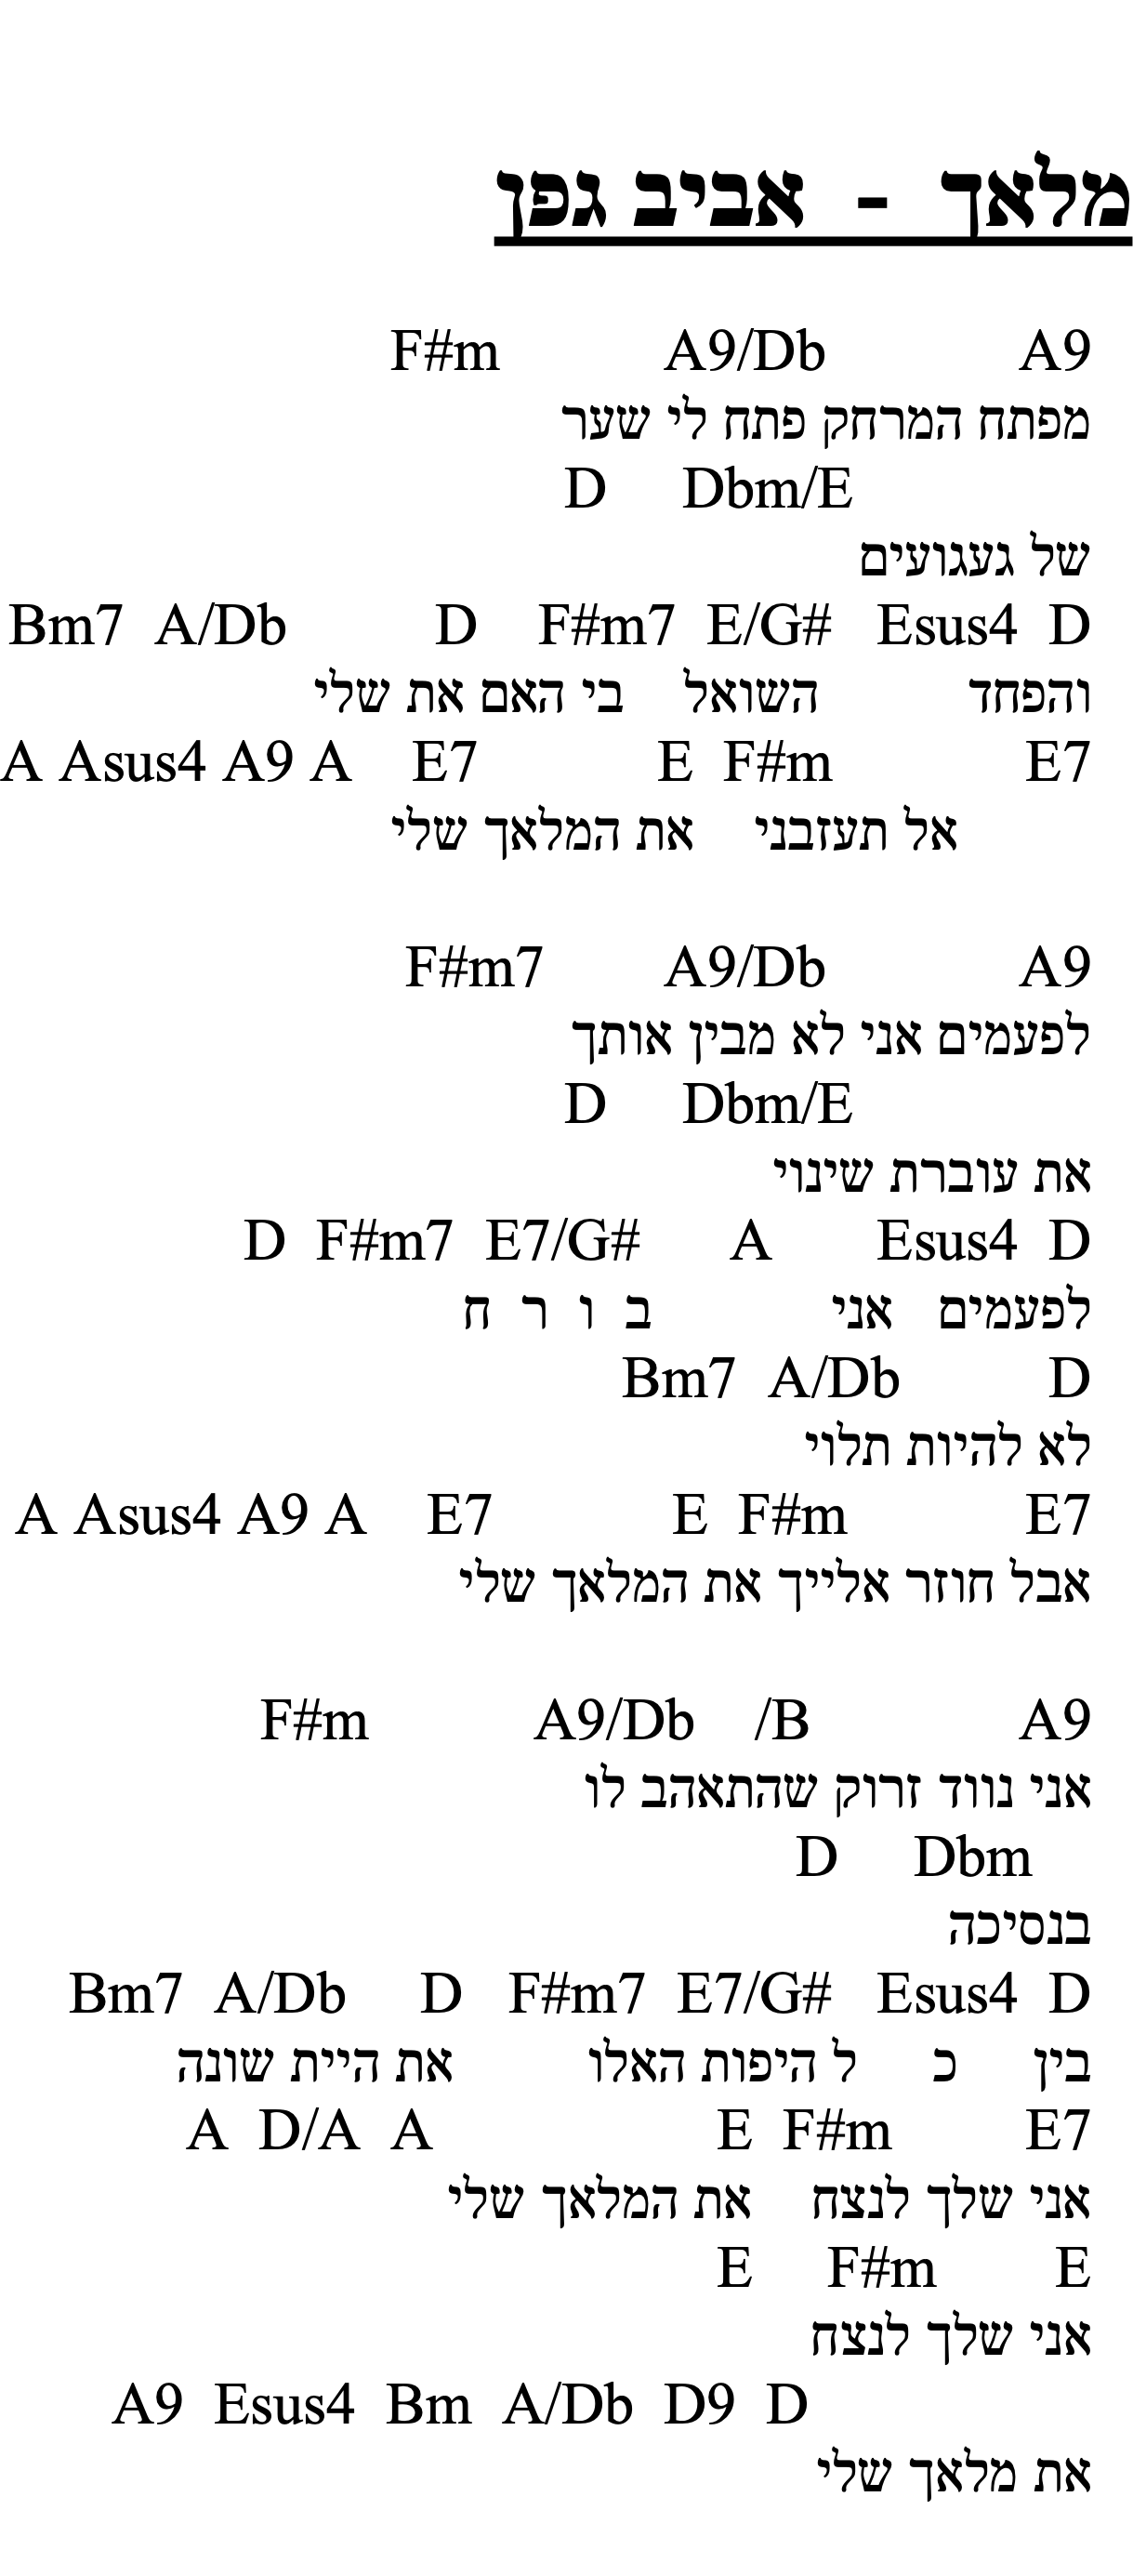 מלאך - אביב גפן
A9 A9/Db F#m
מפתח המרחק פתח לי שער
Dbm/E D
של געגועים
D Esus4 E/G# F#m7 D A/Db Bm7
והפחד השואל בי האם את שלי
E7 F#m E E7 A A9 Asus4 A
אל תעזבני את המלאך שלי
A9 A9/Db F#m7
לפעמים אני לא מבין אותך
Dbm/E D
את עוברת שינוי
D Esus4 A E7/G# F#m7 D
לפעמים אני ב ו ר ח
D A/Db Bm7
לא להיות תלוי
E7 F#m E E7 A A9 Asus4 A
אבל חוזר אלייך את המלאך שלי
A9 /B A9/Db F#m
אני נווד זרוק שהתאהב לו
Dbm D
בנסיכה
D Esus4 E7/G# F#m7 D A/Db Bm7
בין כ ל היפות האלו את היית שונה
E7 F#m E A D/A A
אני שלך לנצח את המלאך שלי
E F#m E
אני שלך לנצח
D D9 A/Db Bm Esus4 A9
את מלאך שלי